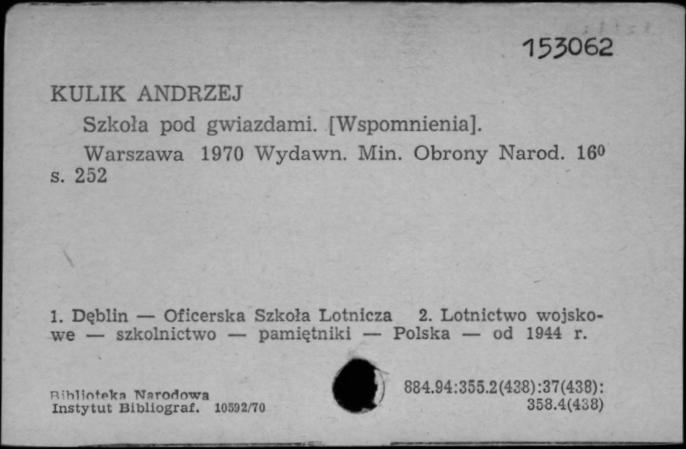 153062
KULIK ANDRZEJ
Szkoła pod gwiazdami. [Wspomnienia].
Warszawa 1970 Wydawn. Min. Obrony Narod. 16⁰
s. 252
1. Dęblin — Oficerska Szkoła Lotnicza 2. Lotnictwo wojsko-
we — szkolnictwo — pamiętniki — Polska — od 1944 r.
Biblioteka Narodowa
Instytut Bibliograf. 10592/70
884.94:355.2(438):37(438):
358.4(438)